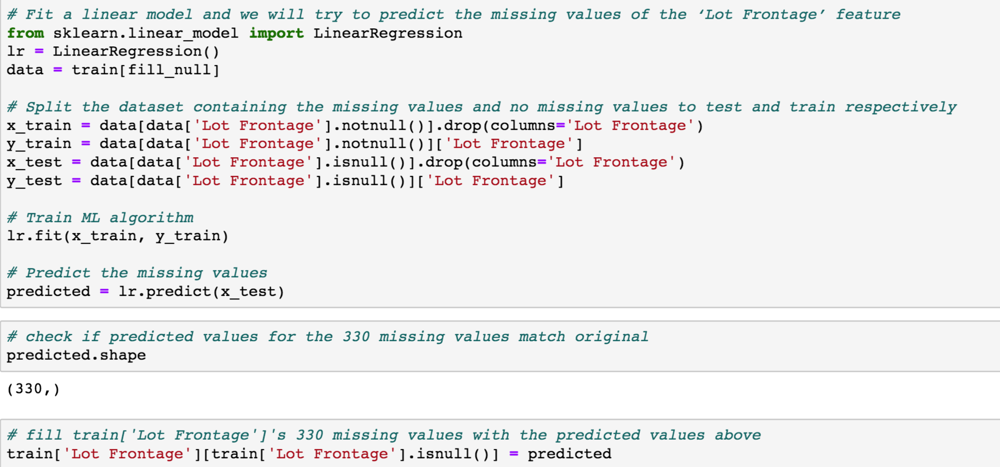 # Fit a linear model and we will try to predict the missing values of the ‘Lot Frontage’ feature
from sklearn.linear_model import LinearRegression
lr = LinearRegression()
data = train[fill_null]
# Split the dataset containing the missing values and no missing values to test and train respectively
x_train = data[data['Lot Frontage'].notnull()].drop(columns='Lot Frontage')
y_train = data[data['Lot Frontage'].notnull()]['Lot Frontage']
x_test = data[data['Lot Frontage'].isnull()].drop(columns='Lot Frontage')
y_test = data[data['Lot Frontage'].isnull()]['Lot Frontage']
# Train ML algorithm
lr.fit(x_train, y_train)
# Predict the missing values
predicted = lr.predict(x_test)
# check if predicted values for the 330 missing values match original
predicted.shape
(330,)
# fill train['Lot Frontage']'s 330 missing values with the predicted values above
train['Lot Frontage'][train['Lot Frontage'].isnull()] = predicted